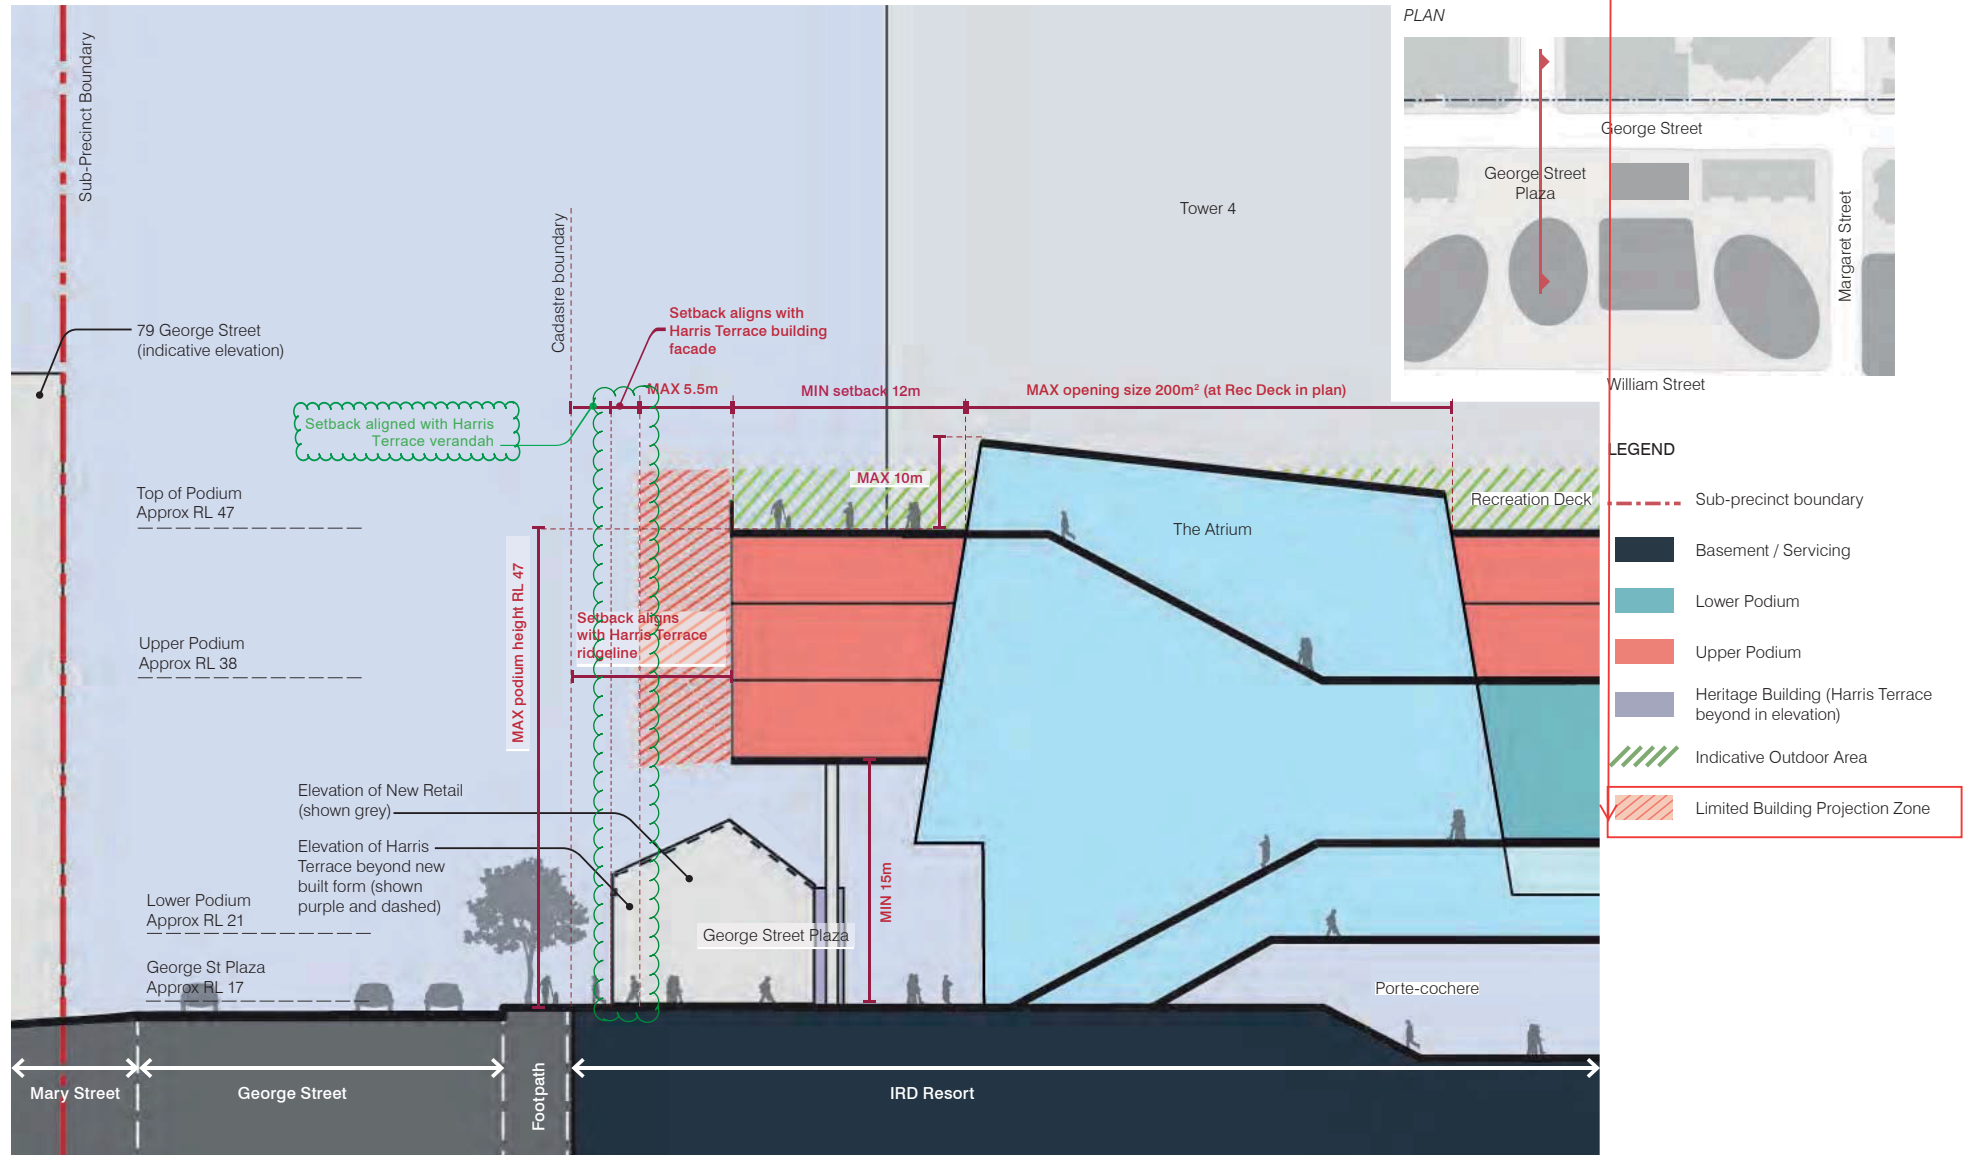 PLAN
George Street
George Street
Plaza
Margaret Street
William Street
Sub-Precinct Boundary
Tower 4
Cadastre boundary
Setback aligns with
Harris Terrace building
facade
79 George Street
(indicative elevation)
MAX 5.5m
MIN setback 12m
MAX opening size 200m² (at Rec Deck in plan)
Setback aligned with Harris
Terrace verandah
MAX 10m
Top of Podium
Approx RL 47
Recreation Deck
The Atrium
MAX podium height RL 47
Setback aligns
with Harris Terrace
ridgeline
Upper Podium
Approx RL 38
Elevation of New Retail
(shown grey)
Elevation of Harris
Terrace beyond new
built form (shown
purple and dashed)
MIN 15m
Lower Podium
Approx RL 21
George Street Plaza
George St Plaza
Approx RL 17
Porte-cochere
Mary Street
George Street
Footpath
IRD Resort
LEGEND
Sub-precinct boundary
Basement / Servicing
Lower Podium
Upper Podium
Heritage Building (Harris Terrace
beyond in elevation)
Indicative Outdoor Area
Limited Building Projection Zone